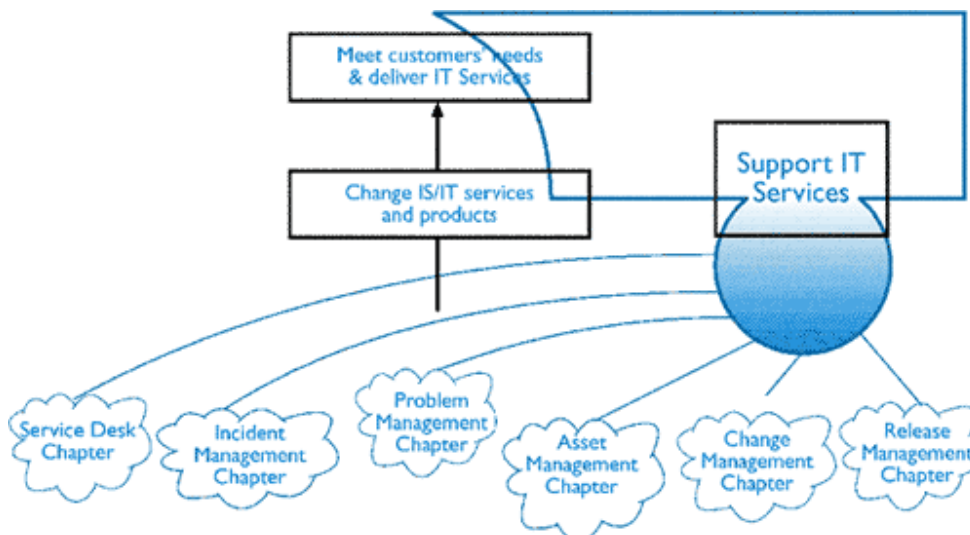 Meet customers' needs
& deliver IT Services
Support IT
Services
Change IS/IT services
and products
Service Desk
Chapter
Incident
Management
Chapter
Problem
Management
Chapter
Asset
Management
Chapter
Change
Management
Chapter
Release
Management
Chapter